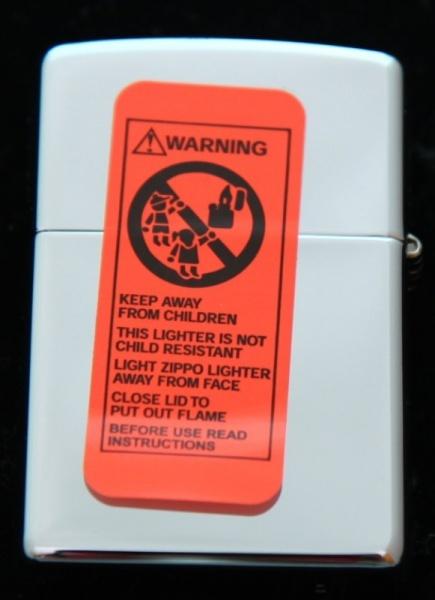 WARNING
KEEP AWAY
FROM CHILDREN
THIS LIGHTER IS NOT
CHILD RESISTANT
LIGHT ZIPPO LIGHTER
AWAY FROM FACE
CLOSE LID TO
PUT OUT FLAME
BEFORE USE READ
INSTRUCTIONS